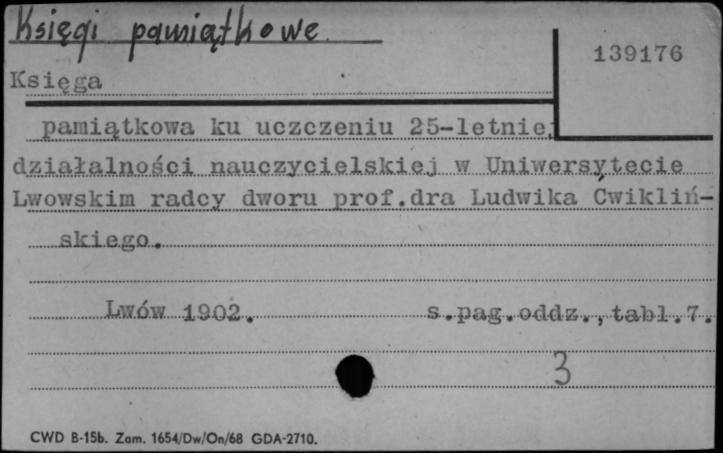 Księgi pamiątkowe
139176
Księga
pamiątkowa ku uczczeniu 25-letniej
działalności nauczycielskiej w Uniwersytecie
Lwowskim radcy dworu prof.dra Ludwika Ćwikliń-
skiego.
Lwów 1902. s.pag.oddz.,tabl.7.
3
CWD B-15b. Zam. 1654/Dw/On/68 GDA-2710.